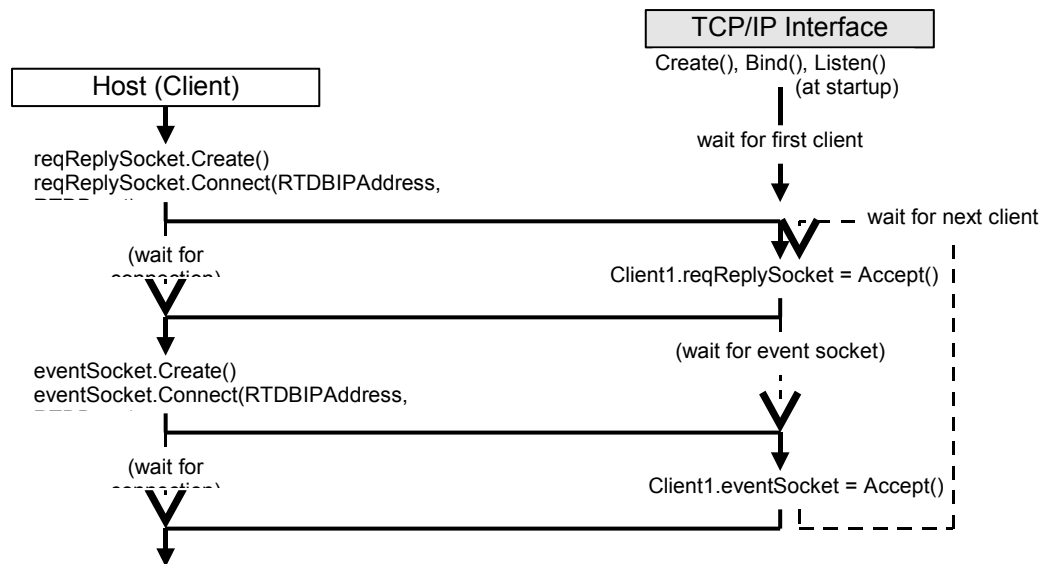 TCP/IP Interface
Create(), Bind(), Listen()
(at startup)
Host (Client)
wait for first client
reqReplySocket.Create()
reqReplySocket.Connect(RTDBIPAddress,
wait for next client
(wait for
connection)
Client1.reqReplySocket = Accept()
(wait for event socket)
eventSocket.Create()
eventSocket.Connect(RTDBIPAddress,
(wait for
connection)
Client1.eventSocket = Accept()